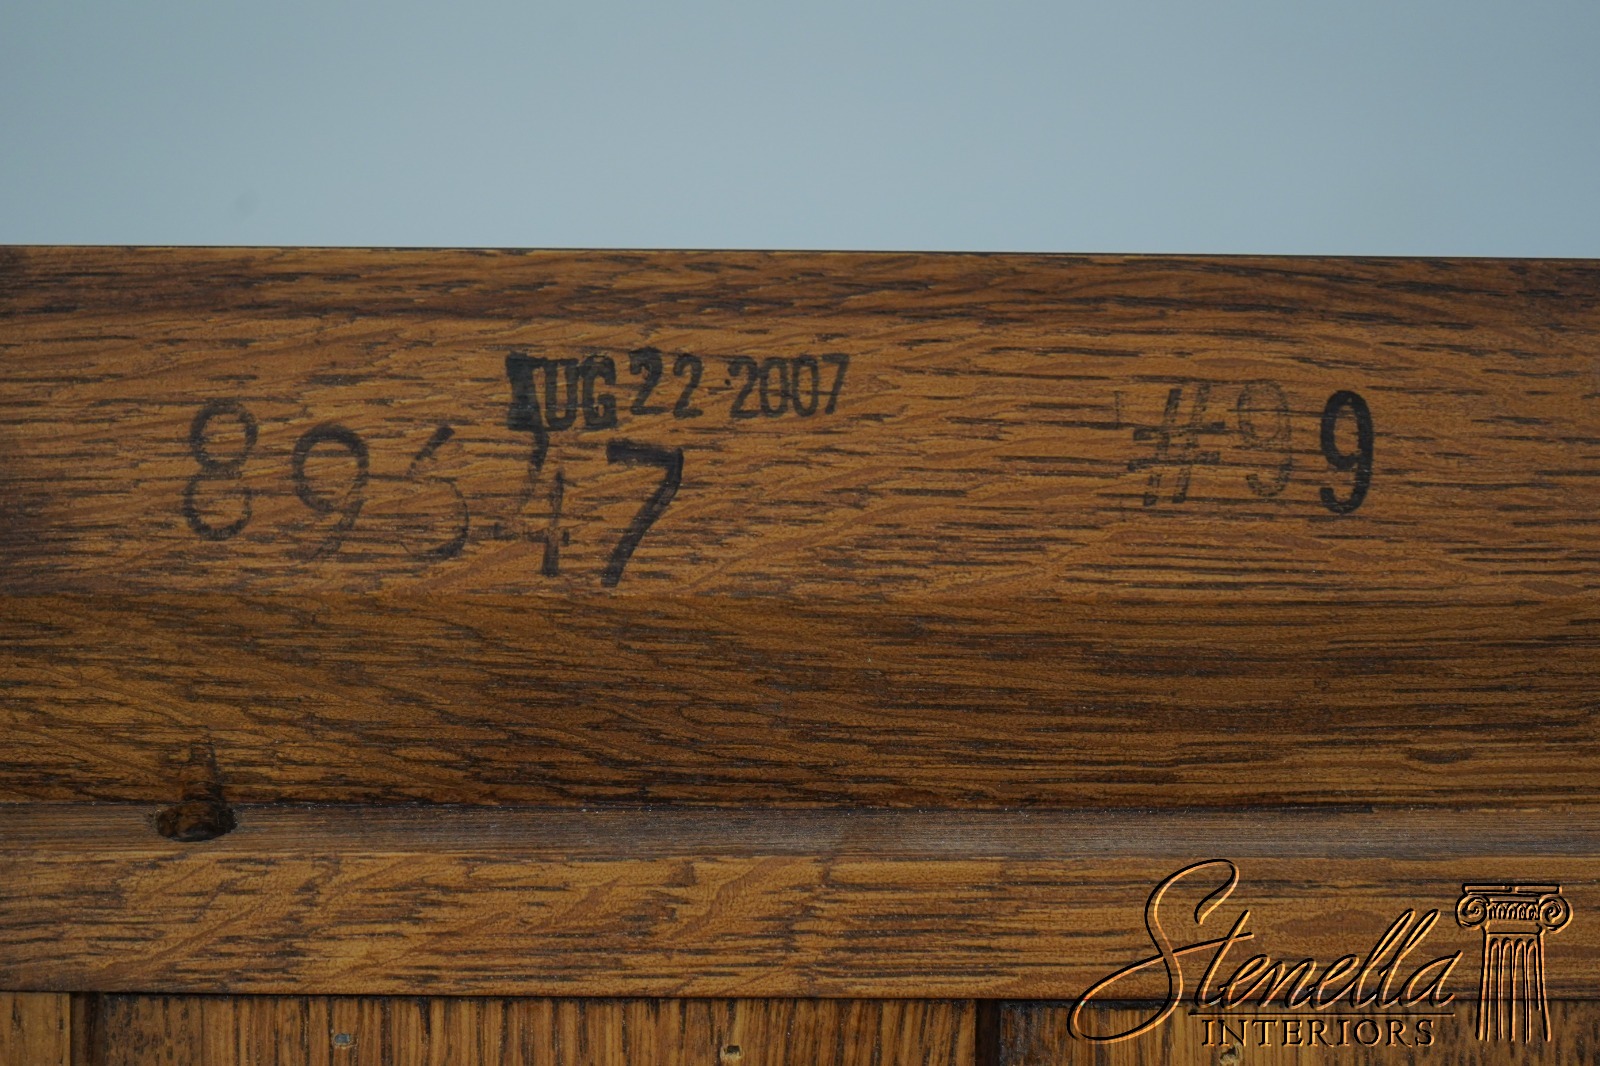 AUG 22 2007
89647
#99
Stenella
INTERIORS